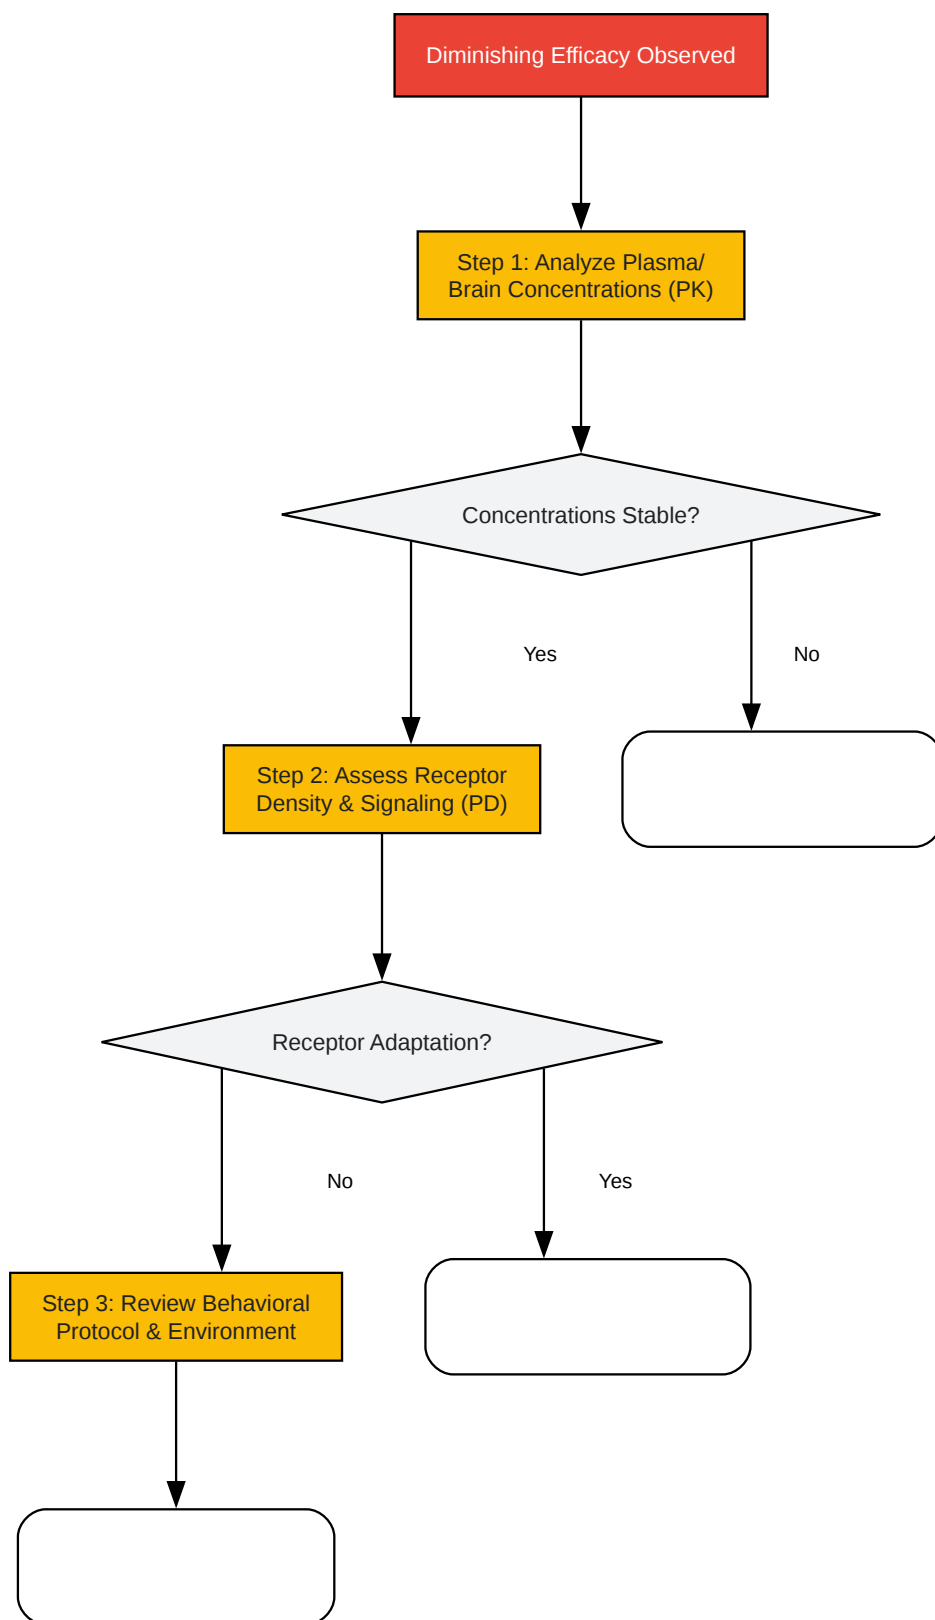 Diminishing Efficacy Observed
Step 1: Analyze Plasma/
Brain Concentrations (PK)
Concentrations Stable?
Yes
No
Step 2: Assess Receptor
Density & Signaling (PD)
Receptor Adaptation?
No
Yes
Step 3: Review Behavioral
Protocol & Environment